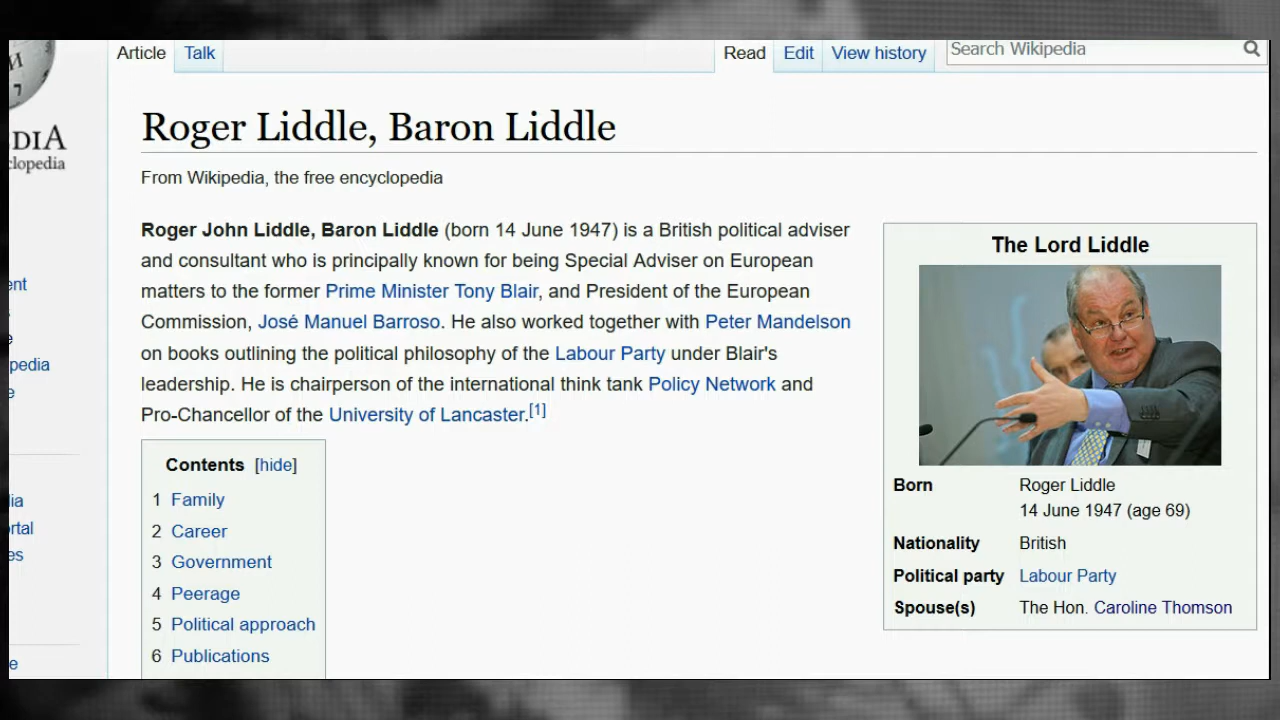 Article Talk Read Edit View history Search Wikipedia
Roger Liddle, Baron Liddle
From Wikipedia, the free encyclopedia
Roger John Liddle, Baron Liddle (born 14 June 1947) is a British political adviser
and consultant who is principally known for being Special Adviser on European
matters to the former Prime Minister Tony Blair, and President of the European
Commission, José Manuel Barroso. He also worked together with Peter Mandelson
on books outlining the political philosophy of the Labour Party under Blair's
leadership. He is chairperson of the international think tank Policy Network and
Pro-Chancellor of the University of Lancaster.[1]
Contents [hide]
1 Family
2 Career
3 Government
4 Peerage
5 Political approach
6 Publications
The Lord Liddle
Born Roger Liddle
14 June 1947 (age 69)
Nationality British
Political party Labour Party
Spouse(s) The Hon. Caroline Thomson